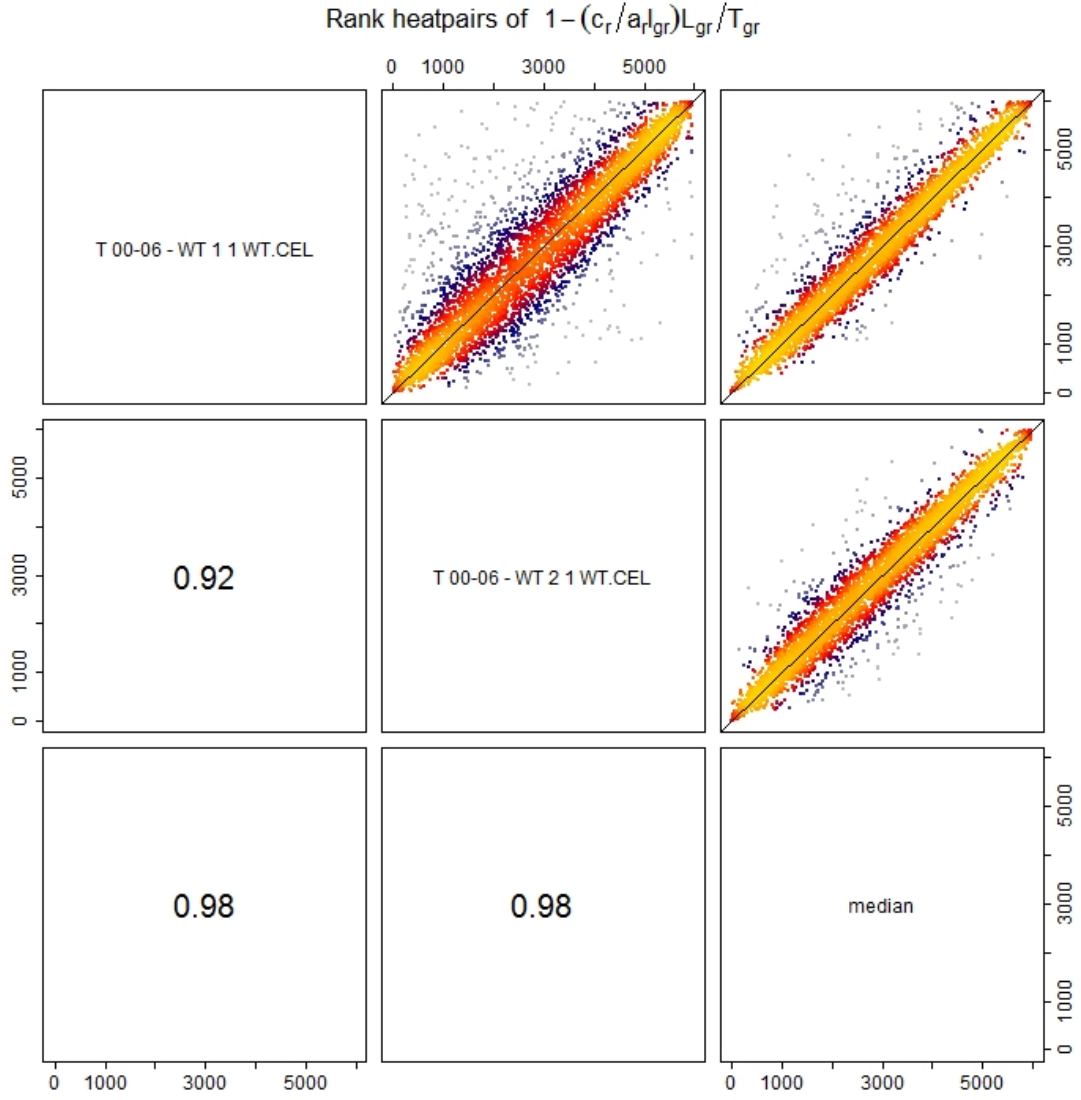 Rank heatpairs of 1 – (c_r/a_r l_gr)L_gr/T_gr
0 1000 3000 5000
T 00-06 - WT 1 1 WT.CEL
5000
3000
1000
0
5000
3000
1000
0
0.92
T 00-06 - WT 2 1 WT.CEL
0.98
0.98
median
5000
3000
1000
0
0 1000 3000 5000
0 1000 3000 5000